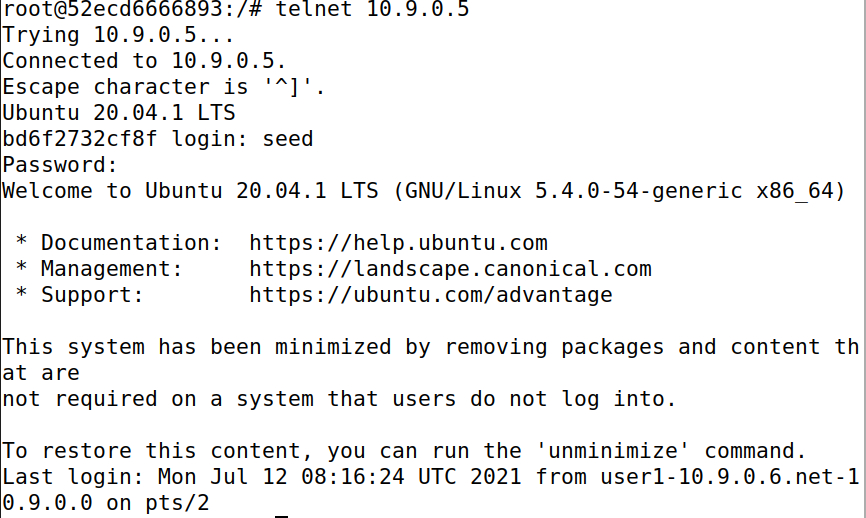 root@52ecd6666893:/# telnet 10.9.0.5
Trying 10.9.0.5...
Connected to 10.9.0.5.
Escape character is '^]'.
Ubuntu 20.04.1 LTS
bd6f2732cf8f login: seed
Password:
Welcome to Ubuntu 20.04.1 LTS (GNU/Linux 5.4.0-54-generic x86_64)

 * Documentation:  https://help.ubuntu.com
 * Management:     https://landscape.canonical.com
 * Support:        https://ubuntu.com/advantage

This system has been minimized by removing packages and content th
at are
not required on a system that users do not log into.

To restore this content, you can run the 'unminimize' command.
Last login: Mon Jul 12 08:16:24 UTC 2021 from user1-10.9.0.6.net-1
0.9.0.0 on pts/2